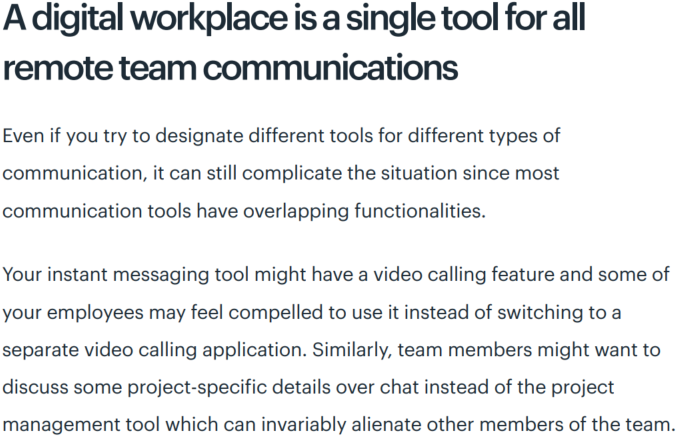 A digital workplace is a single tool for all
remote team communications
Even if you try to designate different tools for different types of
communication, it can still complicate the situation since most
communication tools have overlapping functionalities.
Your instant messaging tool might have a video calling feature and some of
your employees may feel compelled to use it instead of switching to a
separate video calling application. Similarly, team members might want to
discuss some project-specific details over chat instead of the project
management tool which can invariably alienate other members of the team.